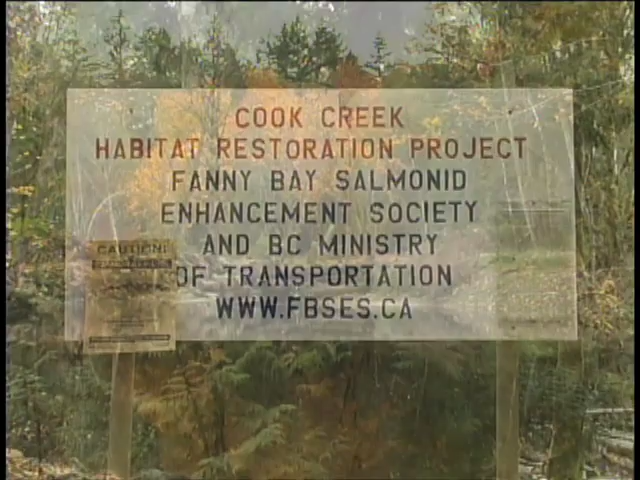 COOK CREEK
HABITAT RESTORATION PROJECT
FANNY BAY SALMONID
ENHANCEMENT SOCIETY
AND BC MINISTRY
OF TRANSPORTATION
WWW.FBSES.CA
CAUTION!